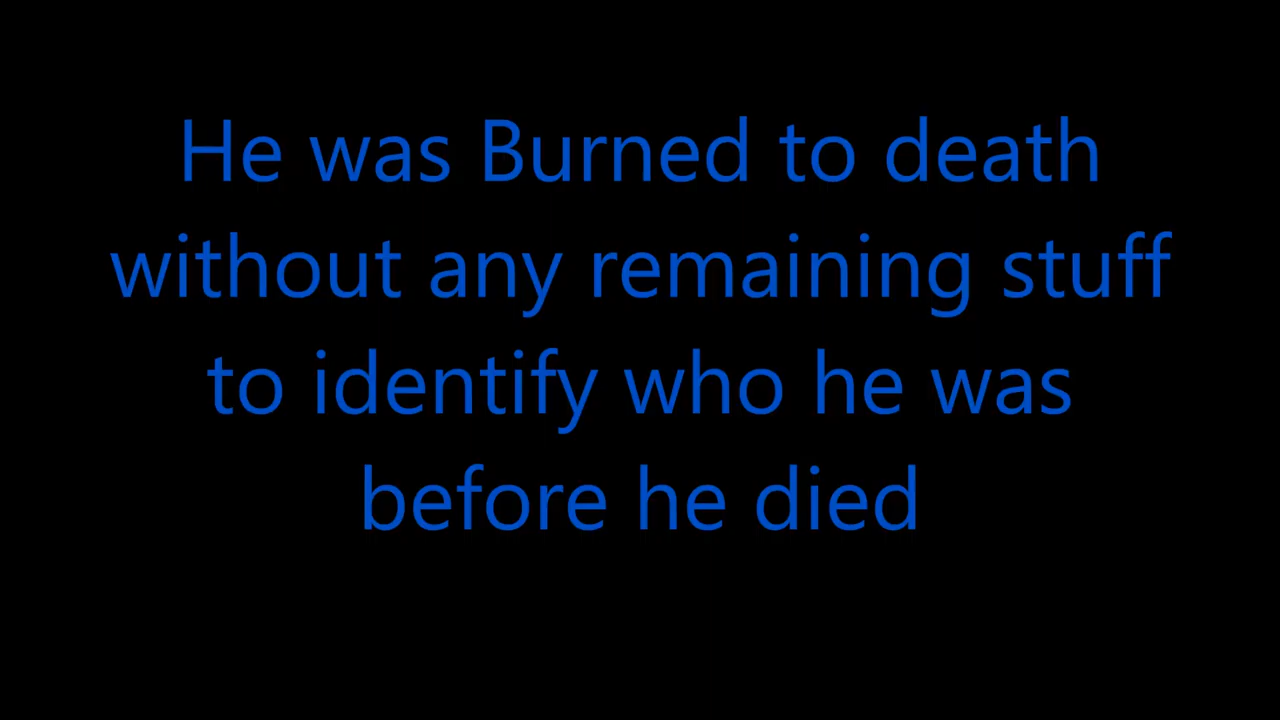 He was Burned to death
without any remaining stuff
to identify who he was
before he died